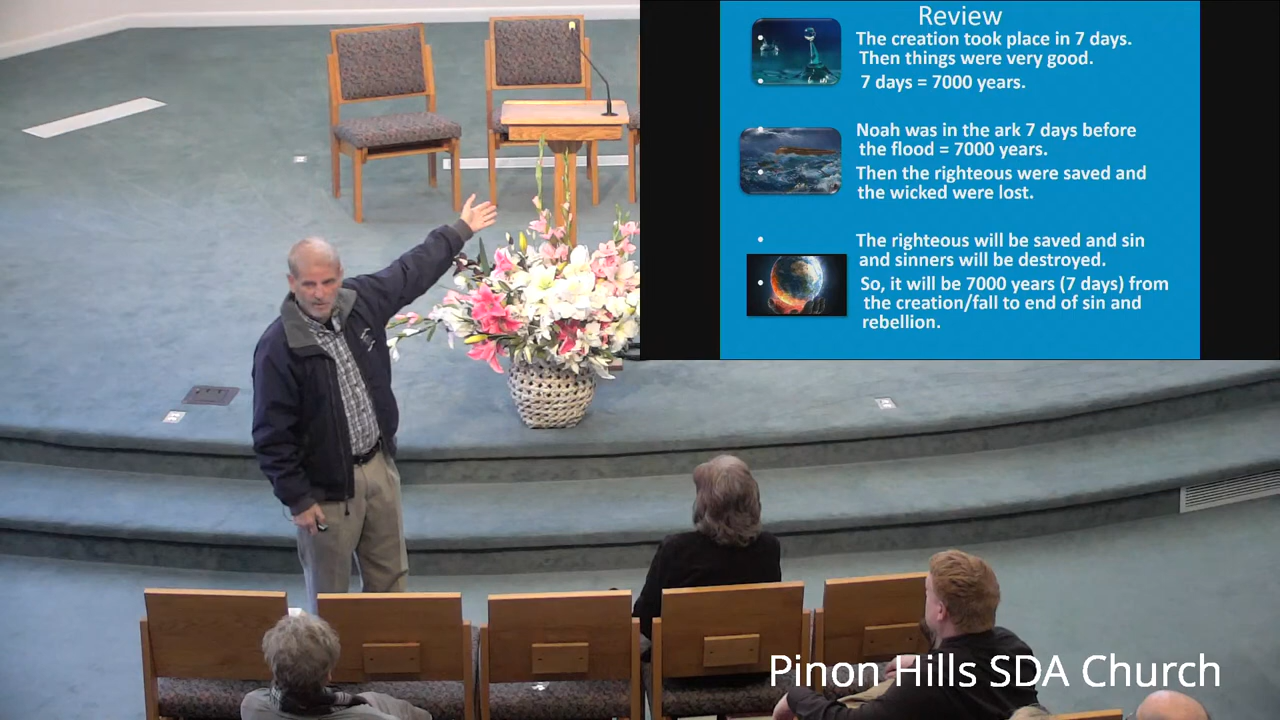 Review
The creation took place in 7 days.
Then things were very good.
7 days = 7000 years.
Noah was in the ark 7 days before
the flood = 7000 years.
Then the righteous were saved and
the wicked were lost.
The righteous will be saved and sin
and sinners will be destroyed.
So, it will be 7000 years (7 days) from
the creation/fall to end of sin and
rebellion.
Pinon Hills SDA Church